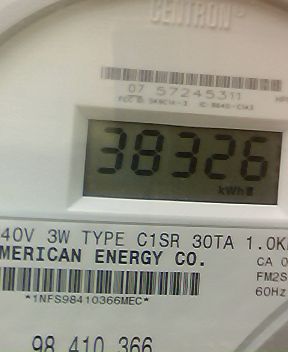 CENTRON®
07 57245311
38326
kWh
40V 3W TYPE C1SR 30TA 1.0K
MERICAN ENERGY CO.
CA 0
FM2S
60Hz
*1NFS98410366MEC*
98 410 366